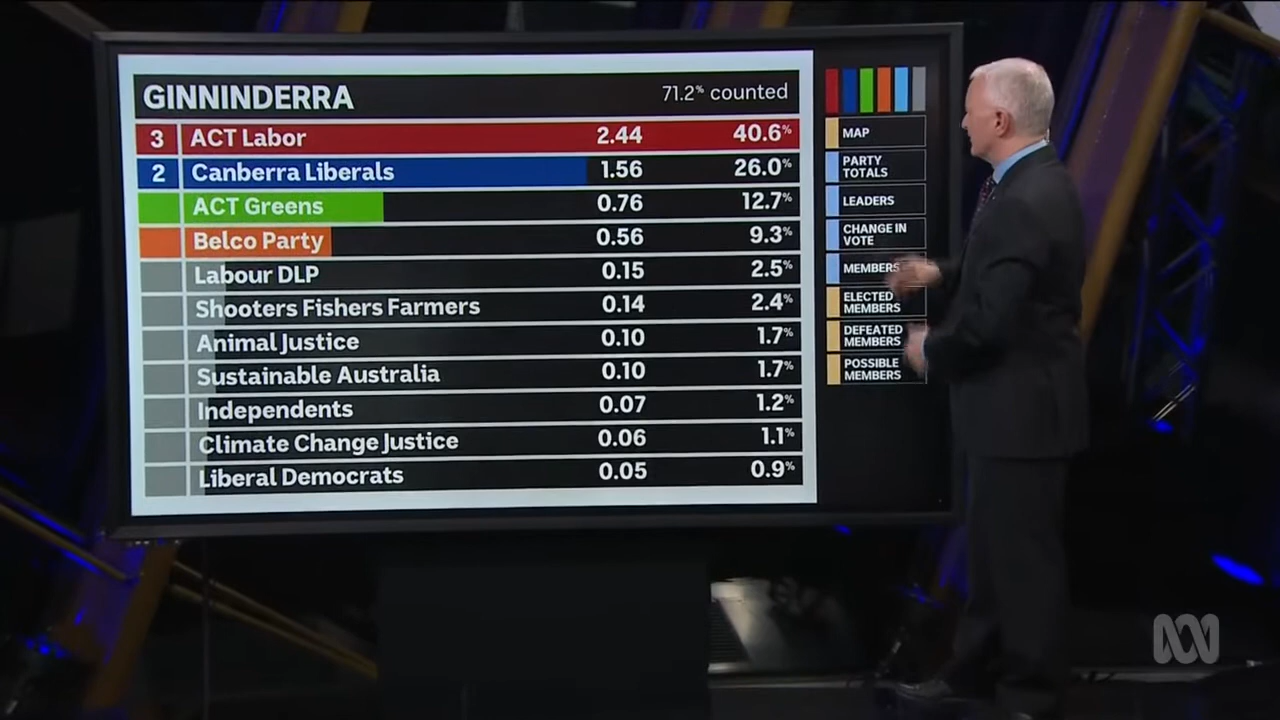 GINNINDERRA 71.2% counted
3 ACT Labor 2.44 40.6%
2 Canberra Liberals 1.56 26.0%
ACT Greens 0.76 12.7%
Belco Party 0.56 9.3%
Labour DLP 0.15 2.5%
Shooters Fishers Farmers 0.14 2.4%
Animal Justice 0.10 1.7%
Sustainable Australia 0.10 1.7%
Independents 0.07 1.2%
Climate Change Justice 0.06 1.1%
Liberal Democrats 0.05 0.9%
MAP
PARTY
TOTALS
LEADERS
CHANGE IN
VOTE
MEMBERS
ELECTED
MEMBERS
DEFEATED
MEMBERS
POSSIBLE
MEMBERS